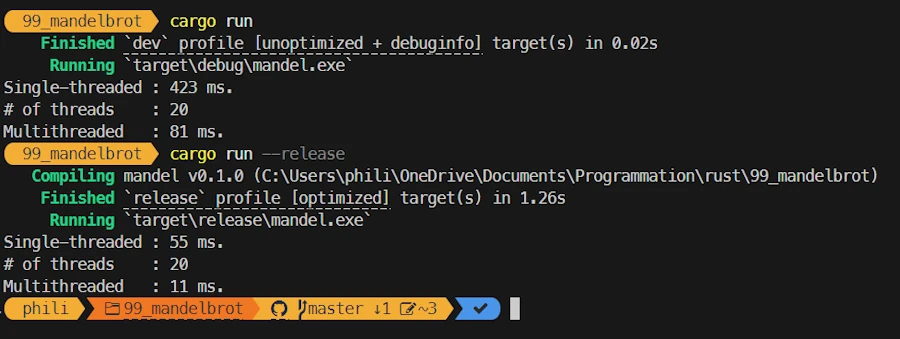 99_mandelbrot cargo run
Finished `dev` profile [unoptimized + debuginfo] target(s) in 0.02s
Running `target\debug\mandel.exe`
Single-threaded : 423 ms.
# of threads : 20
Multithreaded : 81 ms.
99_mandelbrot cargo run --release
Compiling mandel v0.1.0 (C:\Users\phili\OneDrive\Documents\Programmation\rust\99_mandelbrot)
Finished `release` profile [optimized] target(s) in 1.26s
Running `target\release\mandel.exe`
Single-threaded : 55 ms.
# of threads : 20
Multithreaded : 11 ms.
phili 99_mandelbrot master ↓1 ~3 ✓